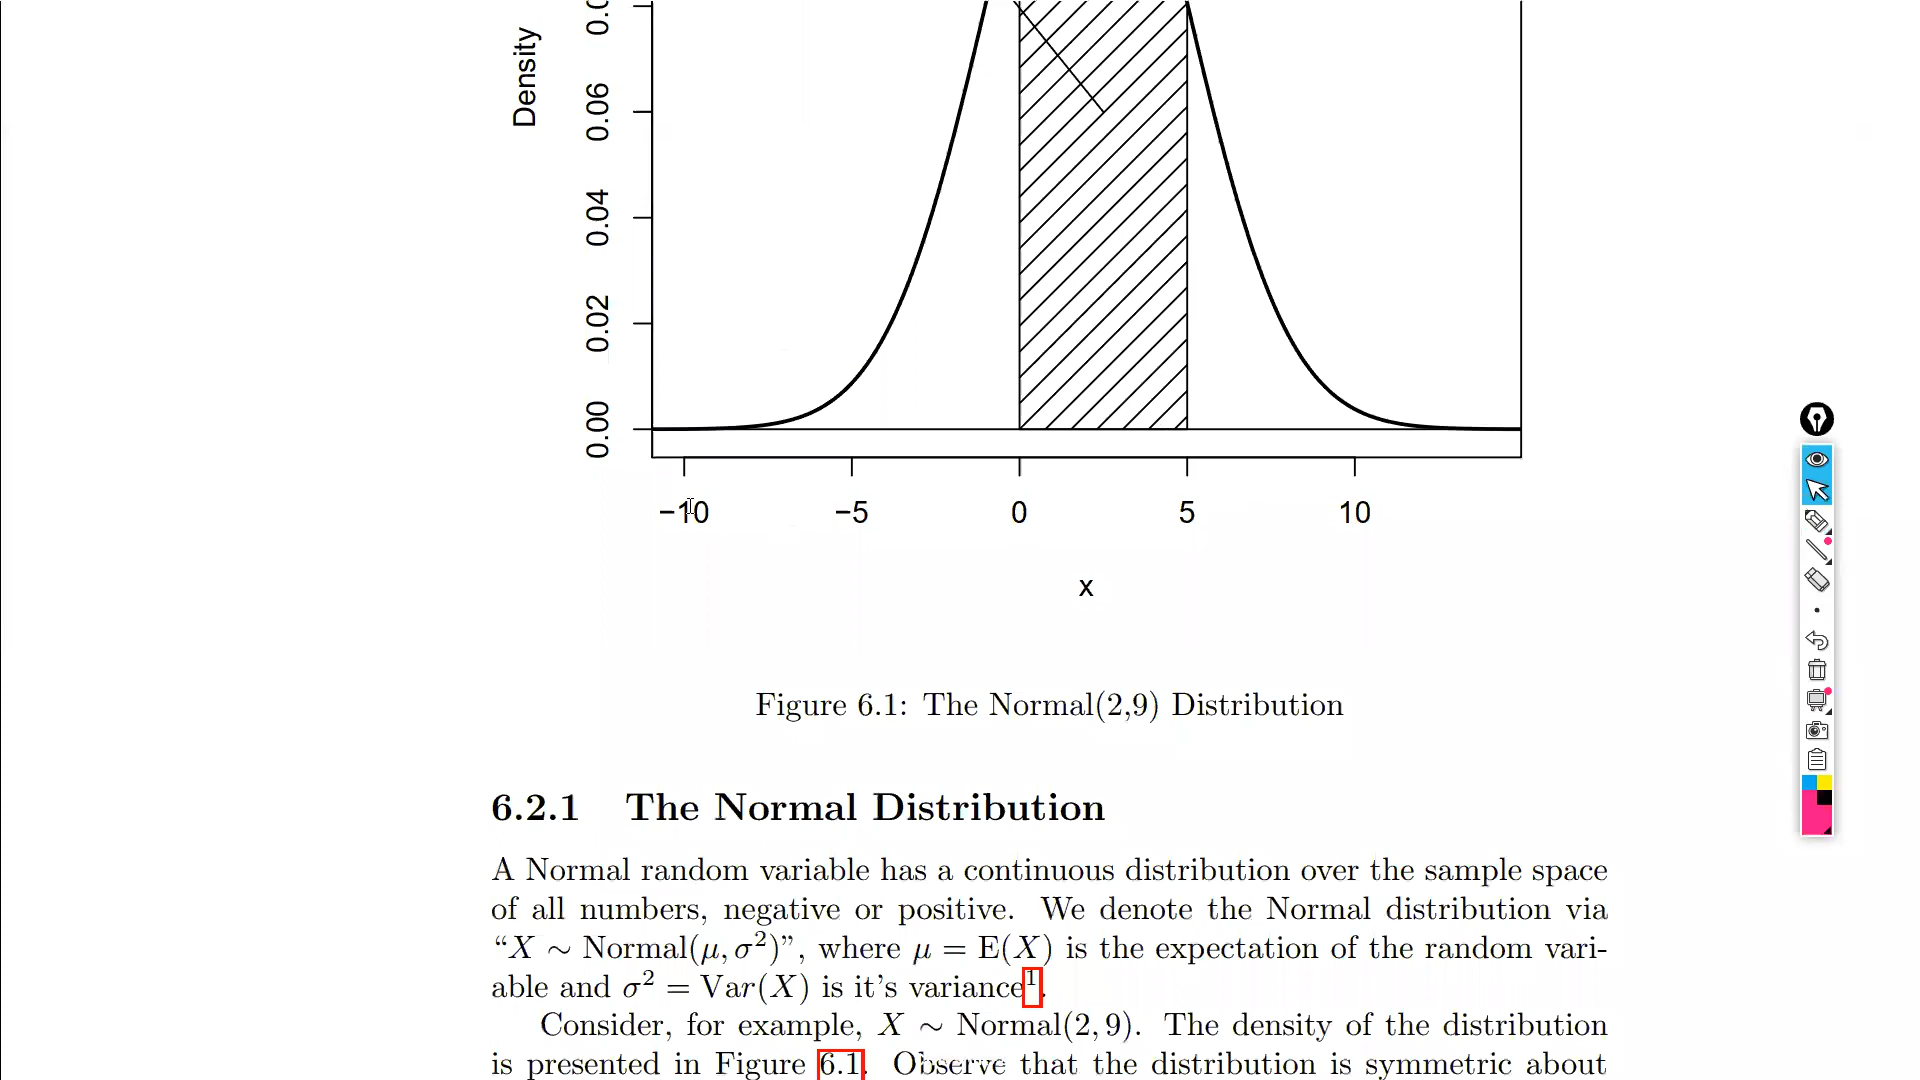 Density
0.00
0.02
0.04
0.06
−10
−5
0
5
10
x
Figure 6.1: The Normal(2,9) Distribution
6.2.1 The Normal Distribution
A Normal random variable has a continuous distribution over the sample space
of all numbers, negative or positive. We denote the Normal distribution via
“X ∼ Normal(μ, σ²)”, where μ = E(X) is the expectation of the random vari-
able and σ² = Var(X) is it’s variance¹.
Consider, for example, X ∼ Normal(2, 9). The density of the distribution
is presented in Figure 6.1. Observe that the distribution is symmetric about